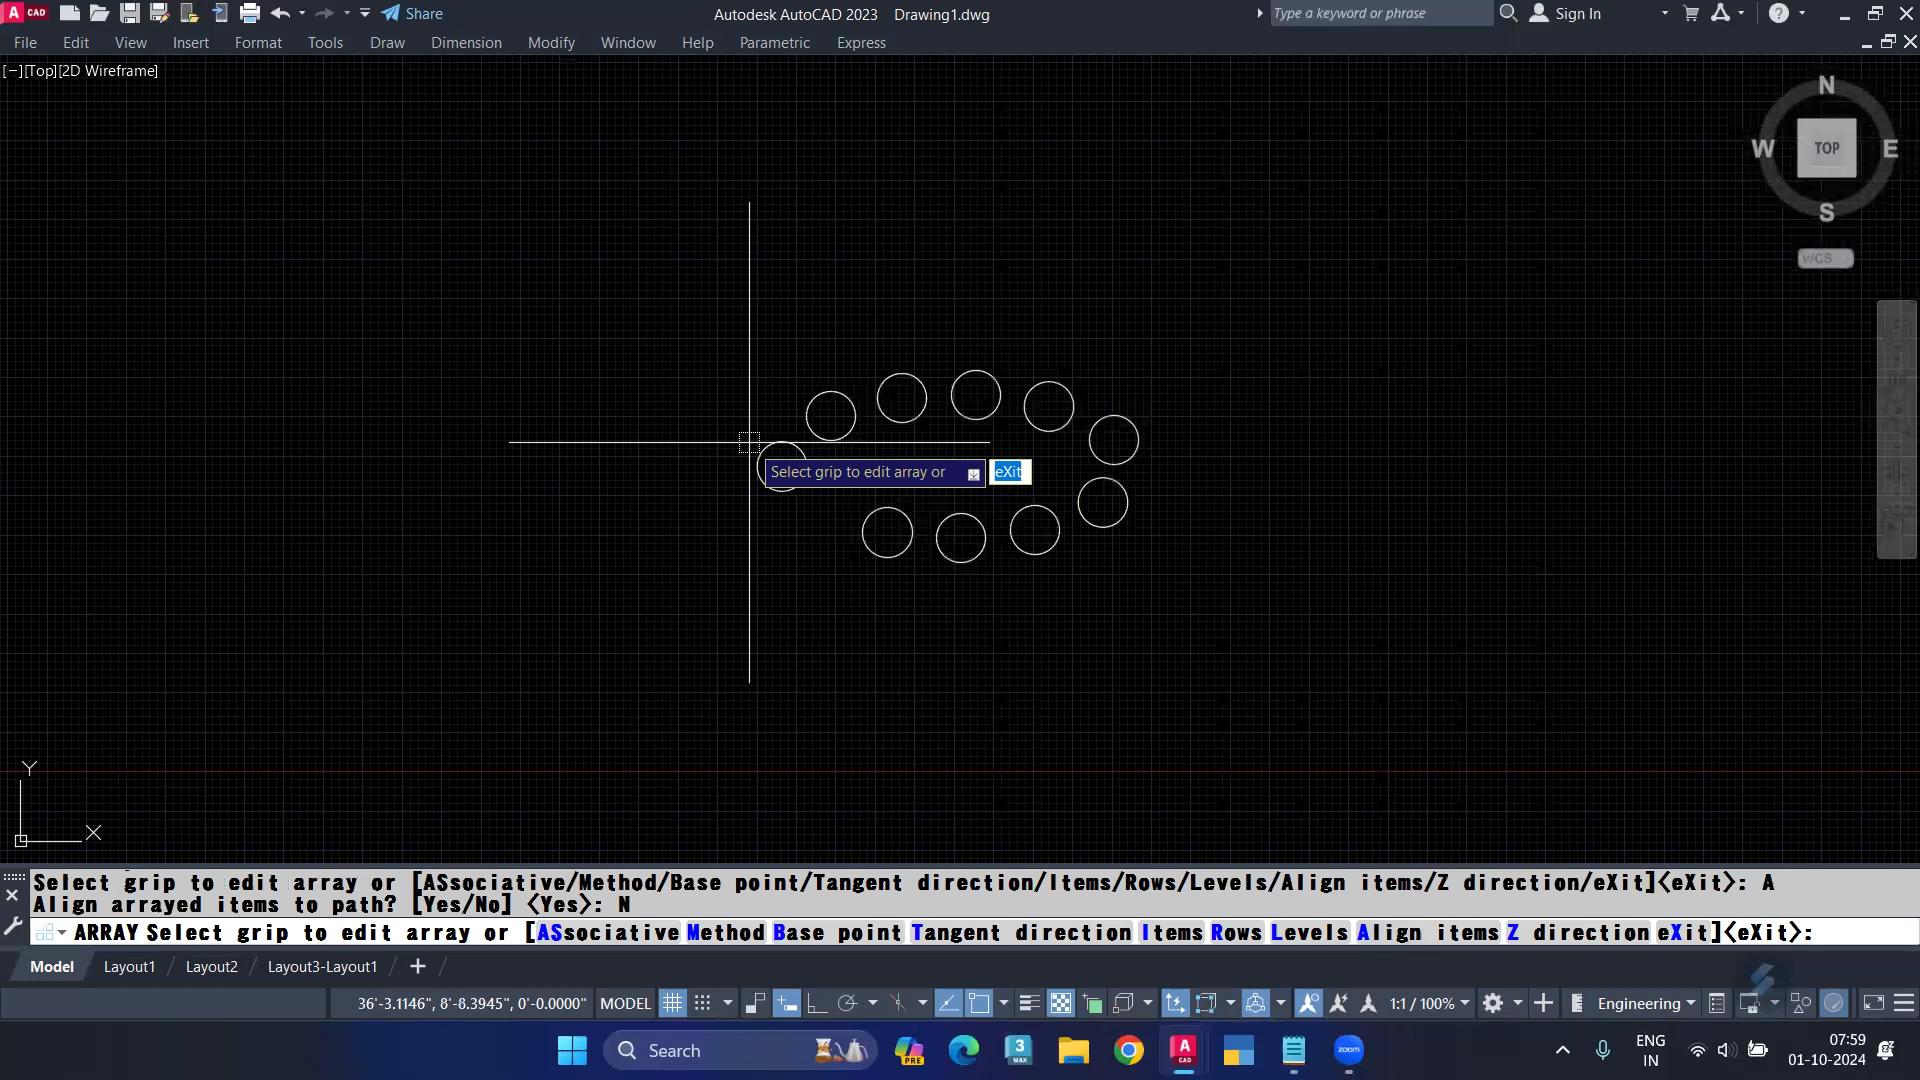 A CAD
Share
Autodesk AutoCAD 2023 Drawing1.dwg
Type a keyword or phrase
Sign In
File Edit View Insert Format Tools Draw Dimension Modify Window Help Parametric Express
[−][Top][2D Wireframe]
N
W TOP E
S
WCS
Select grip to edit array or eXit
Y
X
Select grip to edit array or [ASsociative/Method/Base point/Tangent direction/Items/Rows/Levels/Align items/Z direction/eXit]<eXit>: A
Align arrayed items to path? [Yes/No] <Yes>: N
ARRAY Select grip to edit array or [ASsociative Method Base point Tangent direction Items Rows Levels Align items Z direction eXit]<eXit>:
Model Layout1 Layout2 Layout3-Layout1 +
36'-3.1146", 8'-8.3945", 0'-0.0000" MODEL 1:1 / 100% Engineering
Search
PRE
3
MAX
A
CAD
zoom
ENG
IN
07:59
01-10-2024